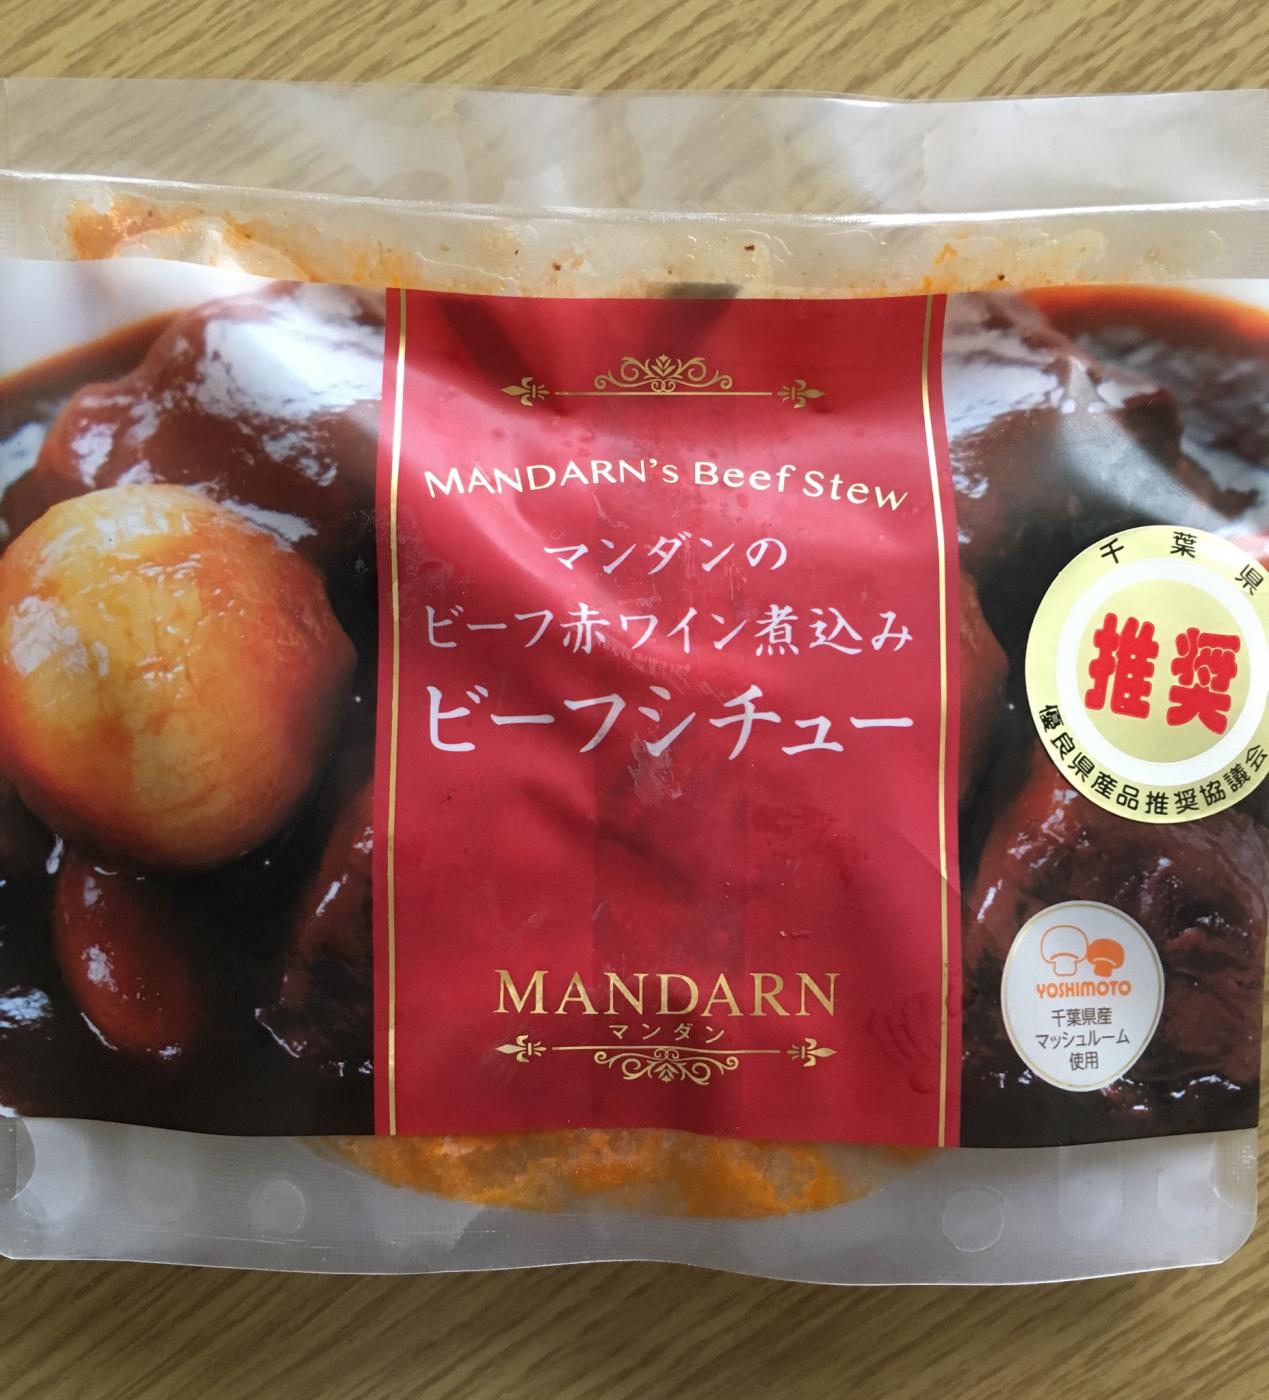 MANDARN's Beef Stew
マンダンの
ビーフ赤ワイン煮込み
ビーフシチュー
MANDARN
マンダン
千葉県
推奨
優良県産品推奨協議会
YOSHIMOTO
千葉県産
マッシュルーム
使用